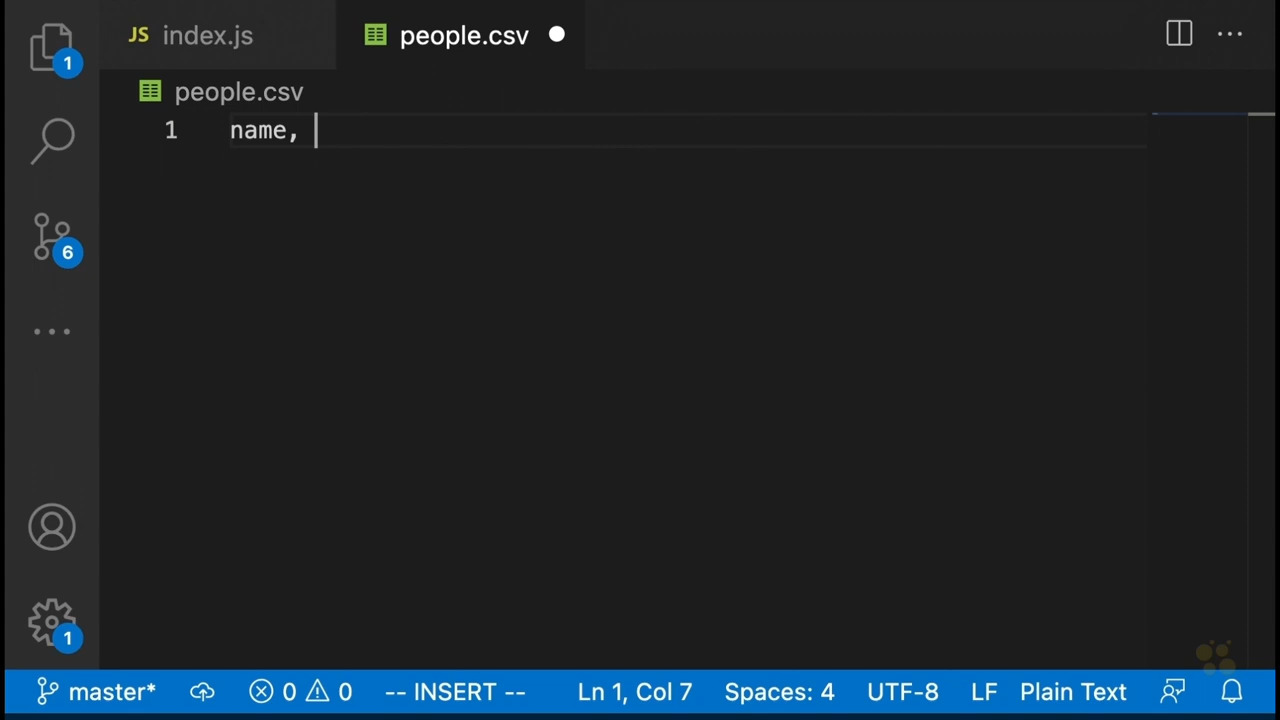 1
JS index.js
people.csv
people.csv
1 name,
6
1
master*
0
0
-- INSERT --
Ln 1, Col 7
Spaces: 4
UTF-8
LF
Plain Text